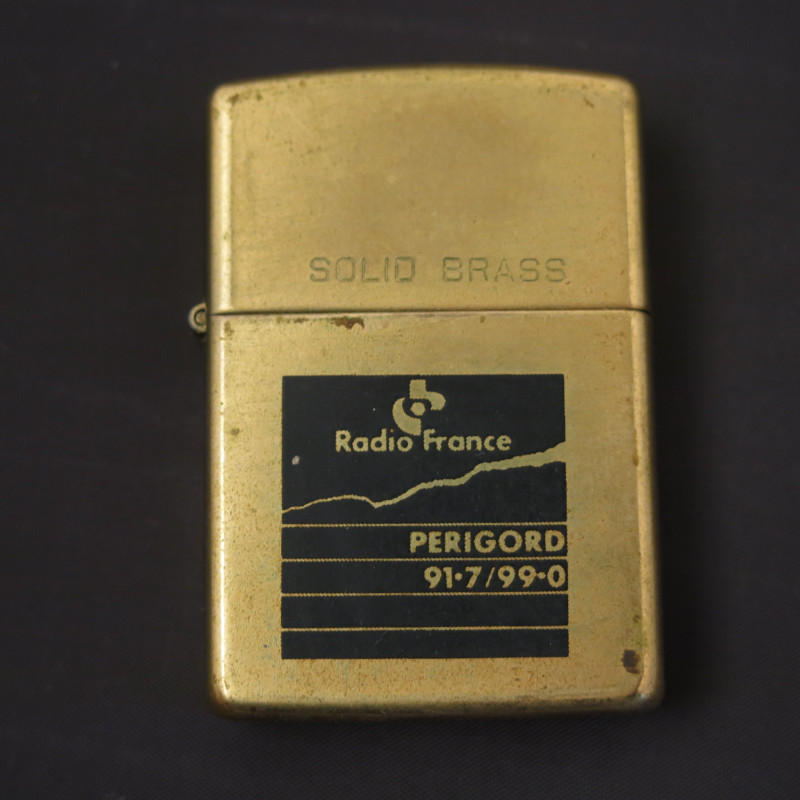 SOLID BRASS
Radio France
PERIGORD
91·7/99·0